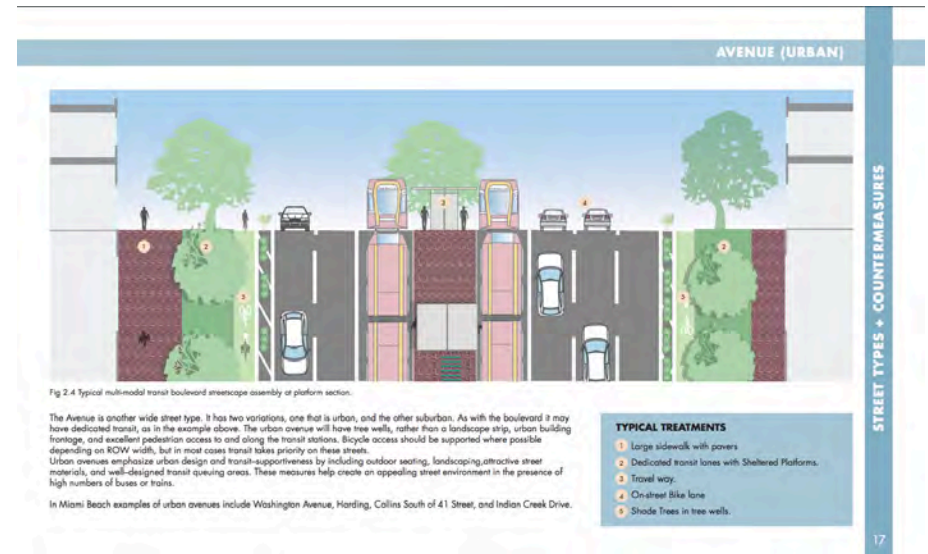 AVENUE (URBAN)
3
4
1
2
2
3
3
Fig 2.4 Typical multi-modal transit boulevard streetscape assembly at platform section.
The Avenue is another wide street type. It has two variations, one that is urban, and the other suburban. As with the boulevard it may
have dedicated transit, as in the example above. The urban avenue will have tree wells, rather than a landscape strip, urban building
frontage, and excellent pedestrian access to and along the transit stations. Bicycle access should be supported where possible
depending on ROW width, but in most cases transit takes priority on these streets.
Urban avenues emphasize urban design and transit-supportiveness by including outdoor seating, landscaping,attractive street
materials, and well-designed transit queuing areas. These measures help create an appealing street environment in the presence of
high numbers of buses or trains.
In Miami Beach examples of urban avenues include Washington Avenue, Harding, Collins South of 41 Street, and Indian Creek Drive.
TYPICAL TREATMENTS
1 Large sidewalk with pavers
2 Dedicated transit lanes with Sheltered Platforms.
3 Travel way.
4 On-street Bike lane
5 Shade Trees in tree wells.
STREET TYPES + COUNTERMEASURES
17